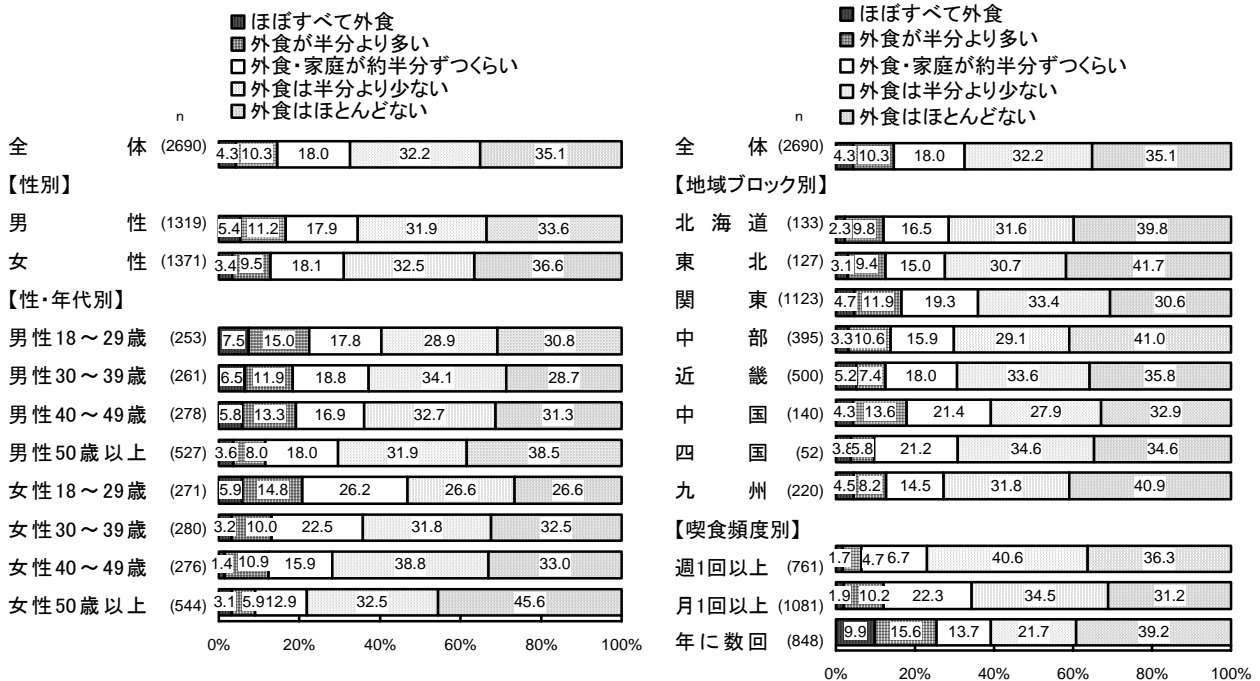 ほぼすべて外食
外食が半分より多い
外食・家庭が約半分ずつくらい
外食は半分より少ない
外食はほとんどない
n
全体 (2690) 4.3 10.3 18.0 32.2 35.1
【性別】
男性 (1319) 5.4 11.2 17.9 31.9 33.6
女性 (1371) 3.4 9.5 18.1 32.5 36.6
【性・年代別】
男性18～29歳 (253) 7.5 15.0 17.8 28.9 30.8
男性30～39歳 (261) 6.5 11.9 18.8 34.1 28.7
男性40～49歳 (278) 5.8 13.3 16.9 32.7 31.3
男性50歳以上 (527) 3.6 8.0 18.0 31.9 38.5
女性18～29歳 (271) 5.9 14.8 26.2 26.6 26.6
女性30～39歳 (280) 3.2 10.0 22.5 31.8 32.5
女性40～49歳 (276) 1.4 10.9 15.9 38.8 33.0
女性50歳以上 (544) 3.1 5.9 12.9 32.5 45.6
0% 20% 40% 60% 80% 100%
ほぼすべて外食
外食が半分より多い
外食・家庭が約半分ずつくらい
外食は半分より少ない
外食はほとんどない
n
全体 (2690) 4.3 10.3 18.0 32.2 35.1
【地域ブロック別】
北海道 (133) 2.3 9.8 16.5 31.6 39.8
東北 (127) 3.1 9.4 15.0 30.7 41.7
関東 (1123) 4.7 11.9 19.3 33.4 30.6
中部 (395) 3.3 10.6 15.9 29.1 41.0
近畿 (500) 5.2 7.4 18.0 33.6 35.8
中国 (140) 4.3 13.6 21.4 27.9 32.9
四国 (52) 3.8 5.8 21.2 34.6 34.6
九州 (220) 4.5 8.2 14.5 31.8 40.9
【喫食頻度別】
週1回以上 (761) 1.7 4.7 6.7 40.6 36.3
月1回以上 (1081) 1.9 10.2 22.3 34.5 31.2
年に数回 (848) 9.9 15.6 13.7 21.7 39.2
0% 20% 40% 60% 80% 100%